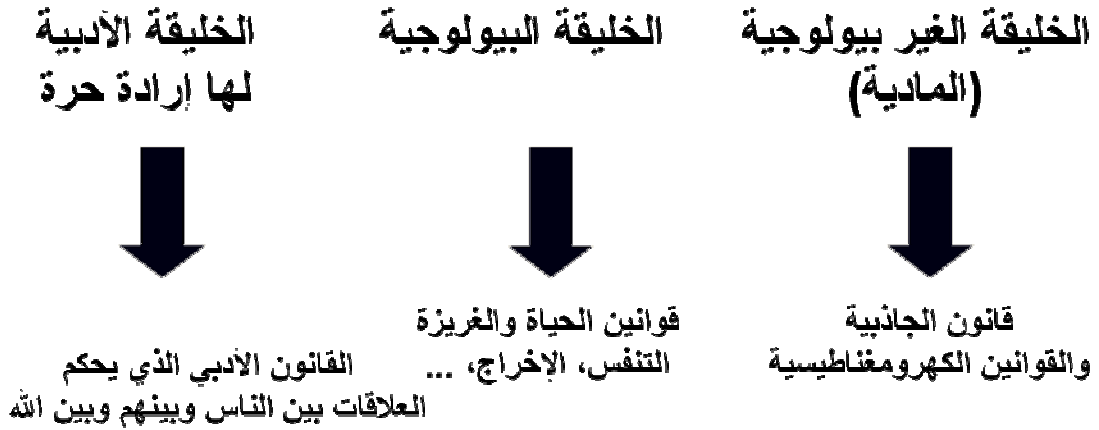 الخليقة الغير بيولوجية
(المادية)
الخليقة البيولوجية
الخليقة الأدبية
لها إرادة حرة
قانون الجاذبية
والقوانين الكهرومغناطيسية
قوانين الحياة والغريزة
التنفس، الإخراج، ...
القانون الأدبي الذي يحكم
العلاقات بين الناس وبينهم وبين الله